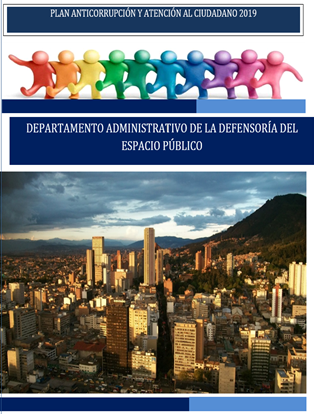 PLAN ANTICORRUPCIÓN Y ATENCIÓN AL CIUDADANO 2019
DEPARTAMENTO ADMINISTRATIVO DE LA DEFENSORÍA DEL
ESPACIO PÚBLICO